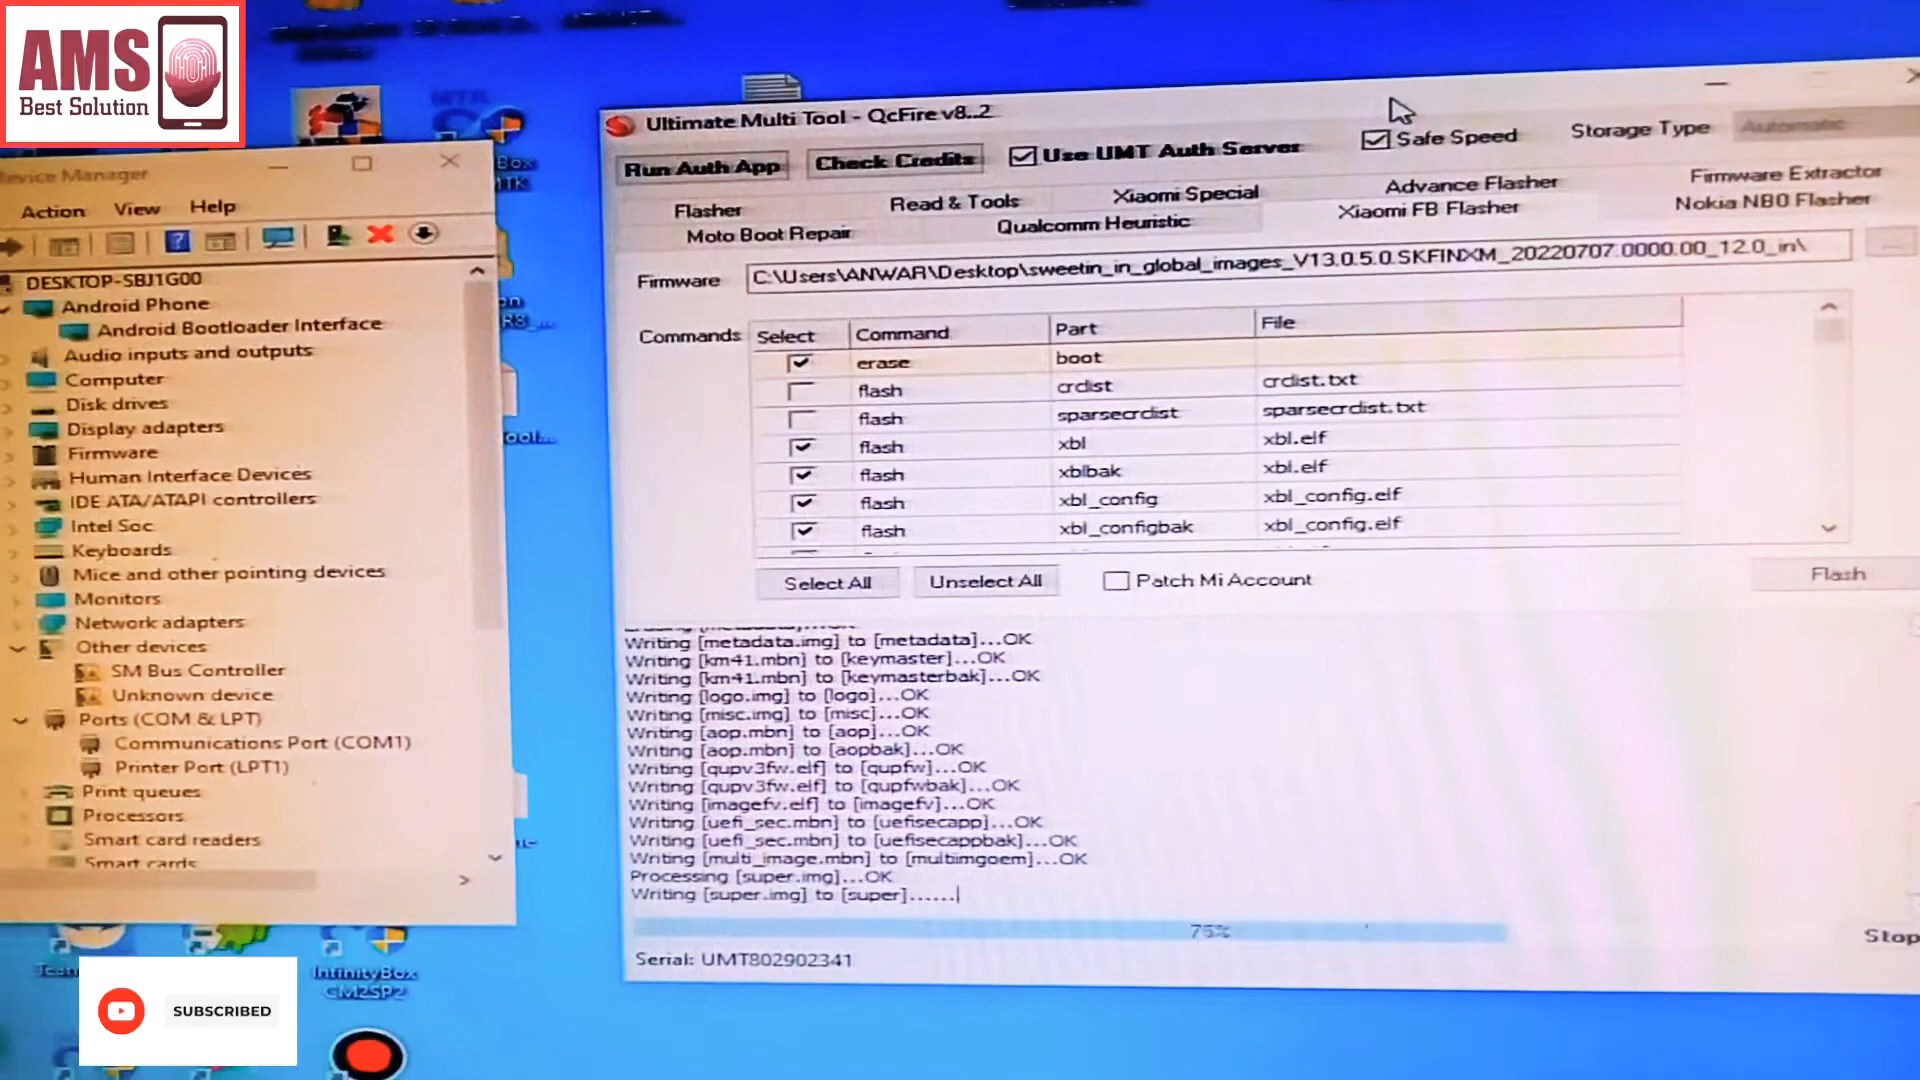 AMS
Best Solution
Device Manager
Action View Help
DESKTOP-SBJ1G00
Android Phone
Android Bootloader Interface
Audio inputs and outputs
Computer
Disk drives
Display adapters
Firmware
Human Interface Devices
IDE ATA/ATAPI controllers
Intel Soc
Keyboards
Mice and other pointing devices
Monitors
Network adapters
Other devices
SM Bus Controller
Unknown device
Ports (COM & LPT)
Communications Port (COM1)
Printer Port (LPT1)
Print queues
Processors
Smart card readers
Smart cards
Box
InfinityBox
CM2SP2
SUBSCRIBED
Ultimate Multi Tool - QcFire v8..2
Run Auth App Check Credits Use UMT Auth Server Safe Speed Storage Type Automatic
Flasher Read & Tools Xiaomi Special Advance Flasher Firmware Extractor
Moto Boot Repair Qualcomm Heuristic Xiaomi FB Flasher Nokia NB0 Flasher
Firmware C:\Users\ANWAR\Desktop\sweetin_in_global_images_V13.0.5.0.SKFINXM_20220707.0000.00_12.0_in\
Commands Select Command Part File
erase boot
flash crclist crclist.txt
flash sparsecrclist sparsecrclist.txt
flash xbl xbl.elf
flash xblbak xbl.elf
flash xbl_config xbl_config.elf
flash xbl_configbak xbl_config.elf
Select All Unselect All Patch Mi Account Flash
Writing [metadata.img] to [metadata]...OK
Writing [km41.mbn] to [keymaster]...OK
Writing [km41.mbn] to [keymasterbak]...OK
Writing [logo.img] to [logo]...OK
Writing [misc.img] to [misc]...OK
Writing [aop.mbn] to [aop]...OK
Writing [aop.mbn] to [aopbak]...OK
Writing [qupv3fw.elf] to [qupfw]...OK
Writing [qupv3fw.elf] to [qupfwbak]...OK
Writing [imagefv.elf] to [imagefv]...OK
Writing [uefi_sec.mbn] to [uefisecapp]...OK
Writing [uefi_sec.mbn] to [uefisecappbak]...OK
Writing [multi_image.mbn] to [multiimgoem]...OK
Processing [super.img]...OK
Writing [super.img] to [super]......
75%
Stop
Serial: UMT802902341